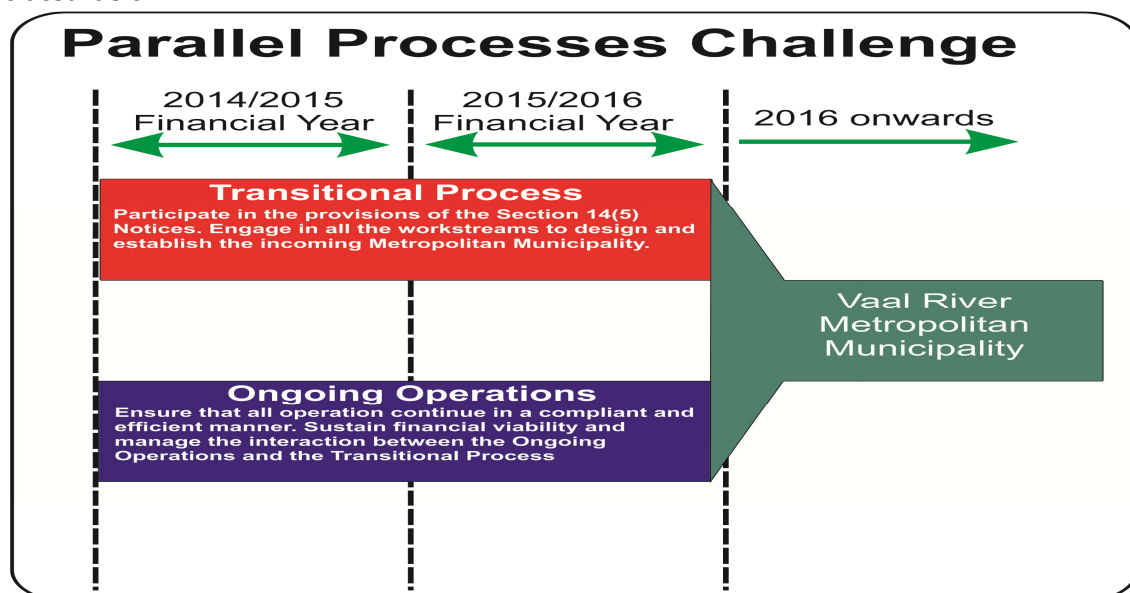 Parallel Processes Challenge
2014/2015
Financial Year
2015/2016
Financial Year
2016 onwards
Transitional Process
Participate in the provisions of the Section 14(5)
Notices. Engage in all the workstreams to design and
establish the incoming Metropolitan Municipality.
Vaal River
Metropolitan
Municipality
Ongoing Operations
Ensure that all operation continue in a compliant and
efficient manner. Sustain financial viability and
manage the interaction between the Ongoing
Operations and the Transitional Process